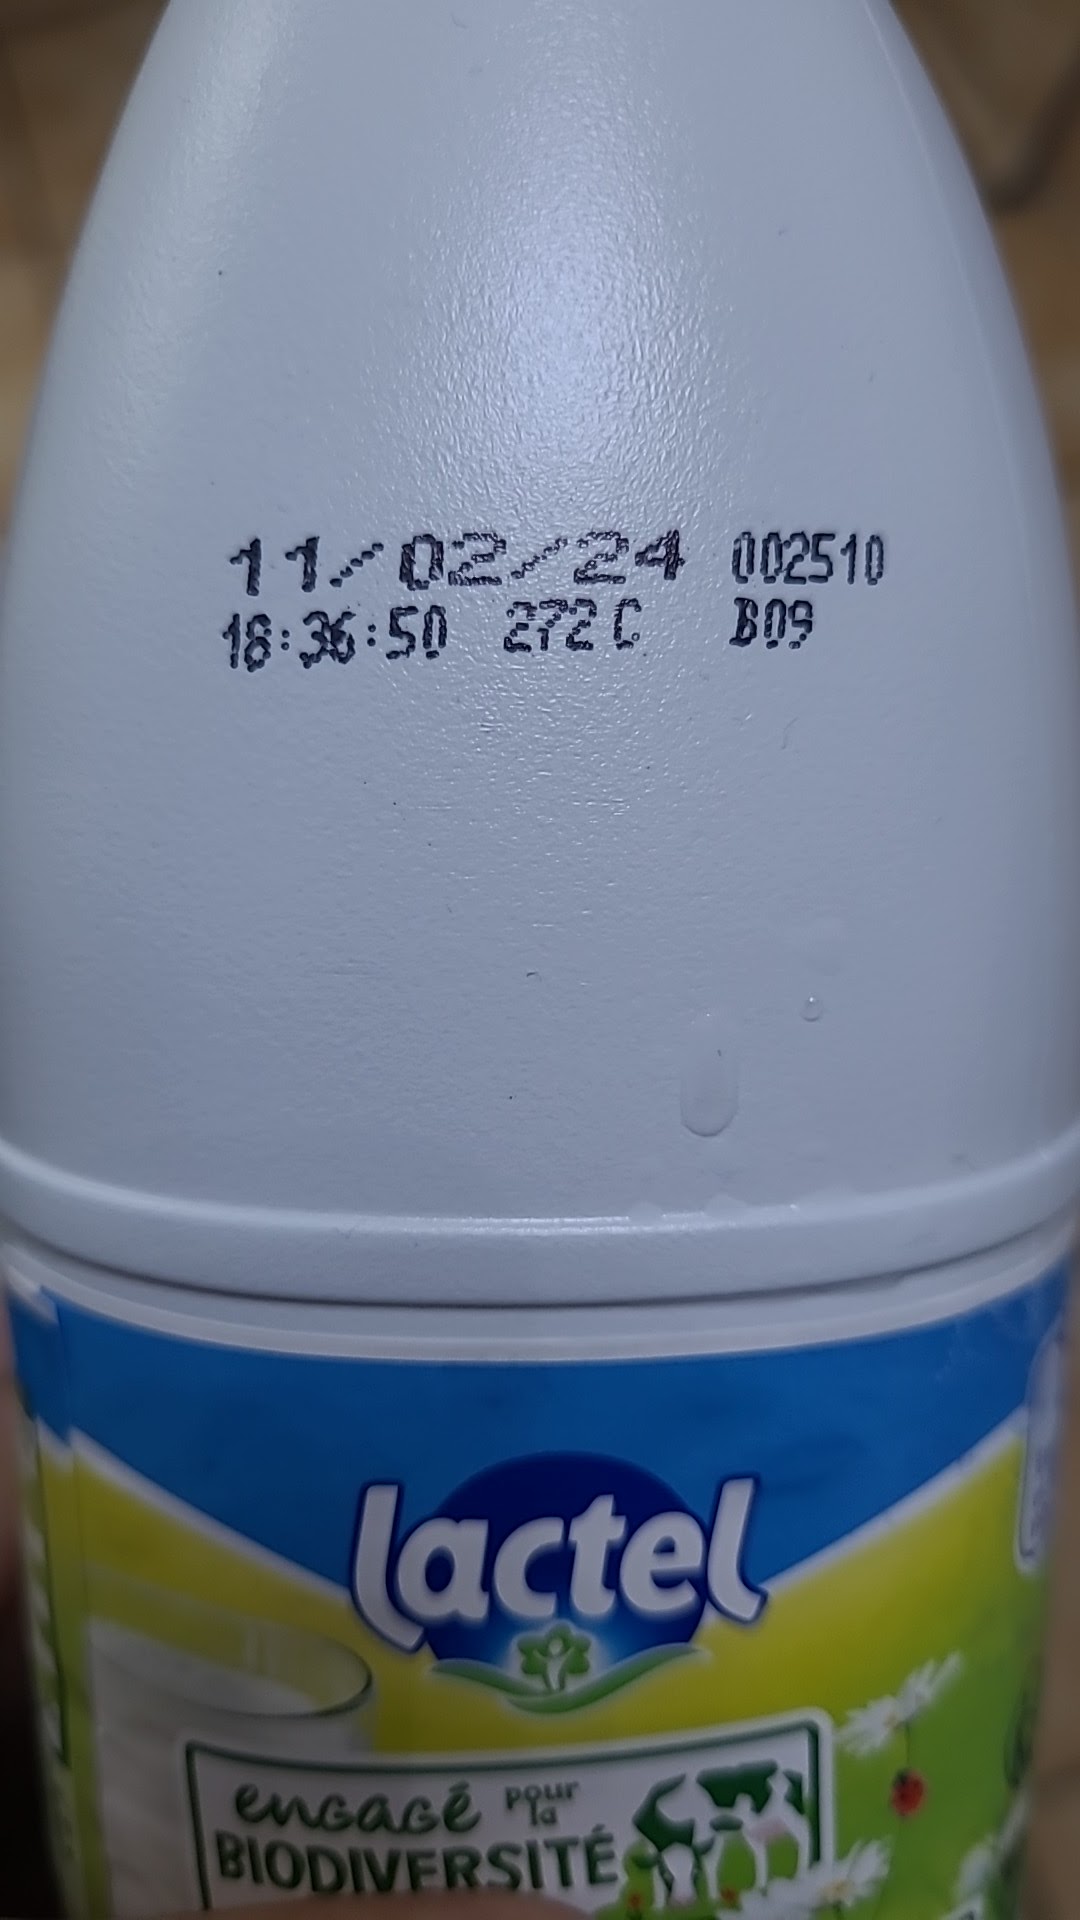 11/02/24 002510
18:36:50 272C B09
lactel
engagé pour la
BIODIVERSITÉ